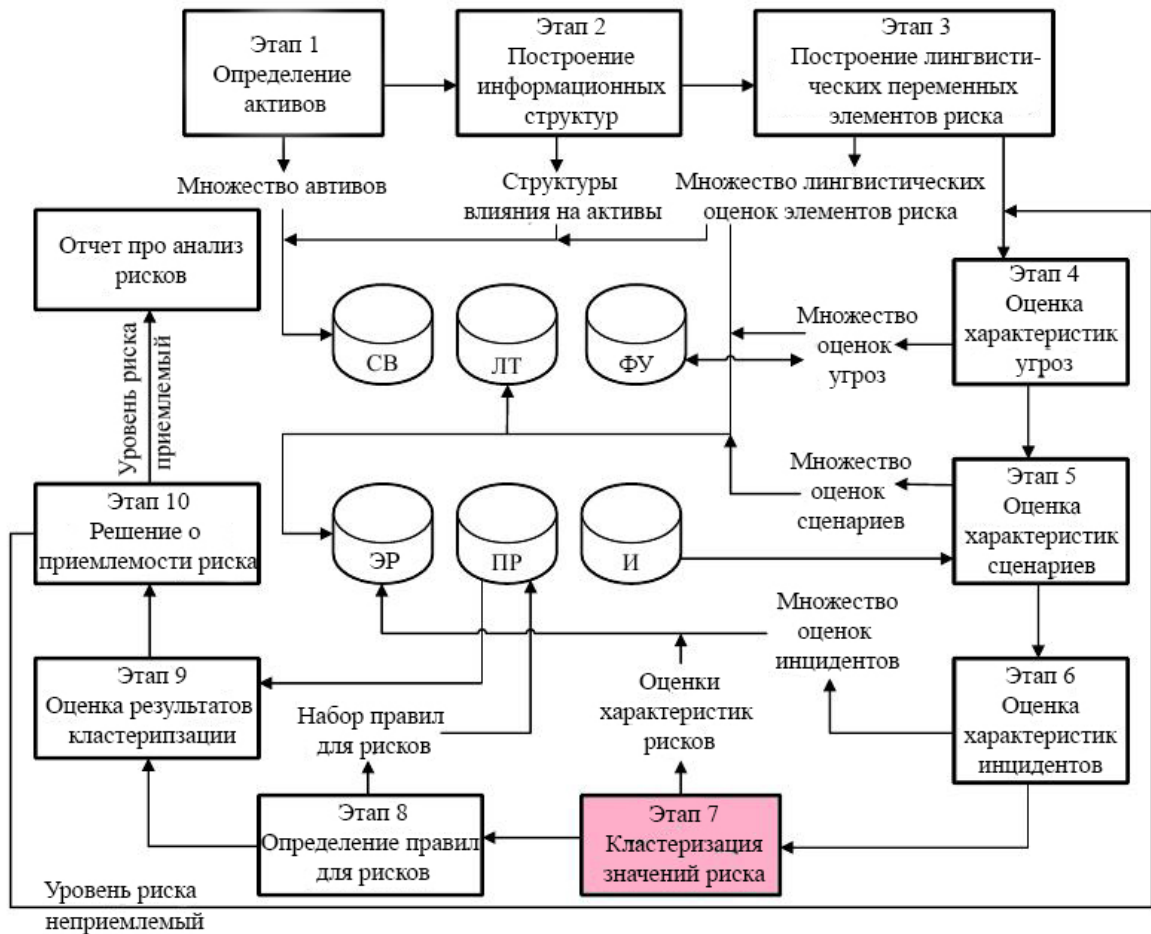 Этап 1
Определение
активов
Этап 2
Построение
информационных
структур
Этап 3
Построение лингвисти-
ческих переменных
элементов риска
Множество автивов
Структуры
влияния на активы
Множество лингвистических
оценок элементов риска
Отчет про анализ
рисков
Этап 4
Оценка
характеристик
угроз
СВ
ЛТ
ФУ
Множество
оценок
угроз
Уровень риска
приемлемый
Множество
оценок
сценариев
Этап 5
Оценка
характеристик
сценариев
Этап 10
Решение о
приемлемости риска
ЭР
ПР
И
Множество
оценок
инцидентов
Этап 9
Оценка результатов
кластерипзации
Набор правил
для рисков
Оценки
характеристик
рисков
Этап 6
Оценка
характеристик
инцидентов
Этап 8
Определение правил
для рисков
Этап 7
Кластеризация
значений риска
Уровень риска
неприемлемый